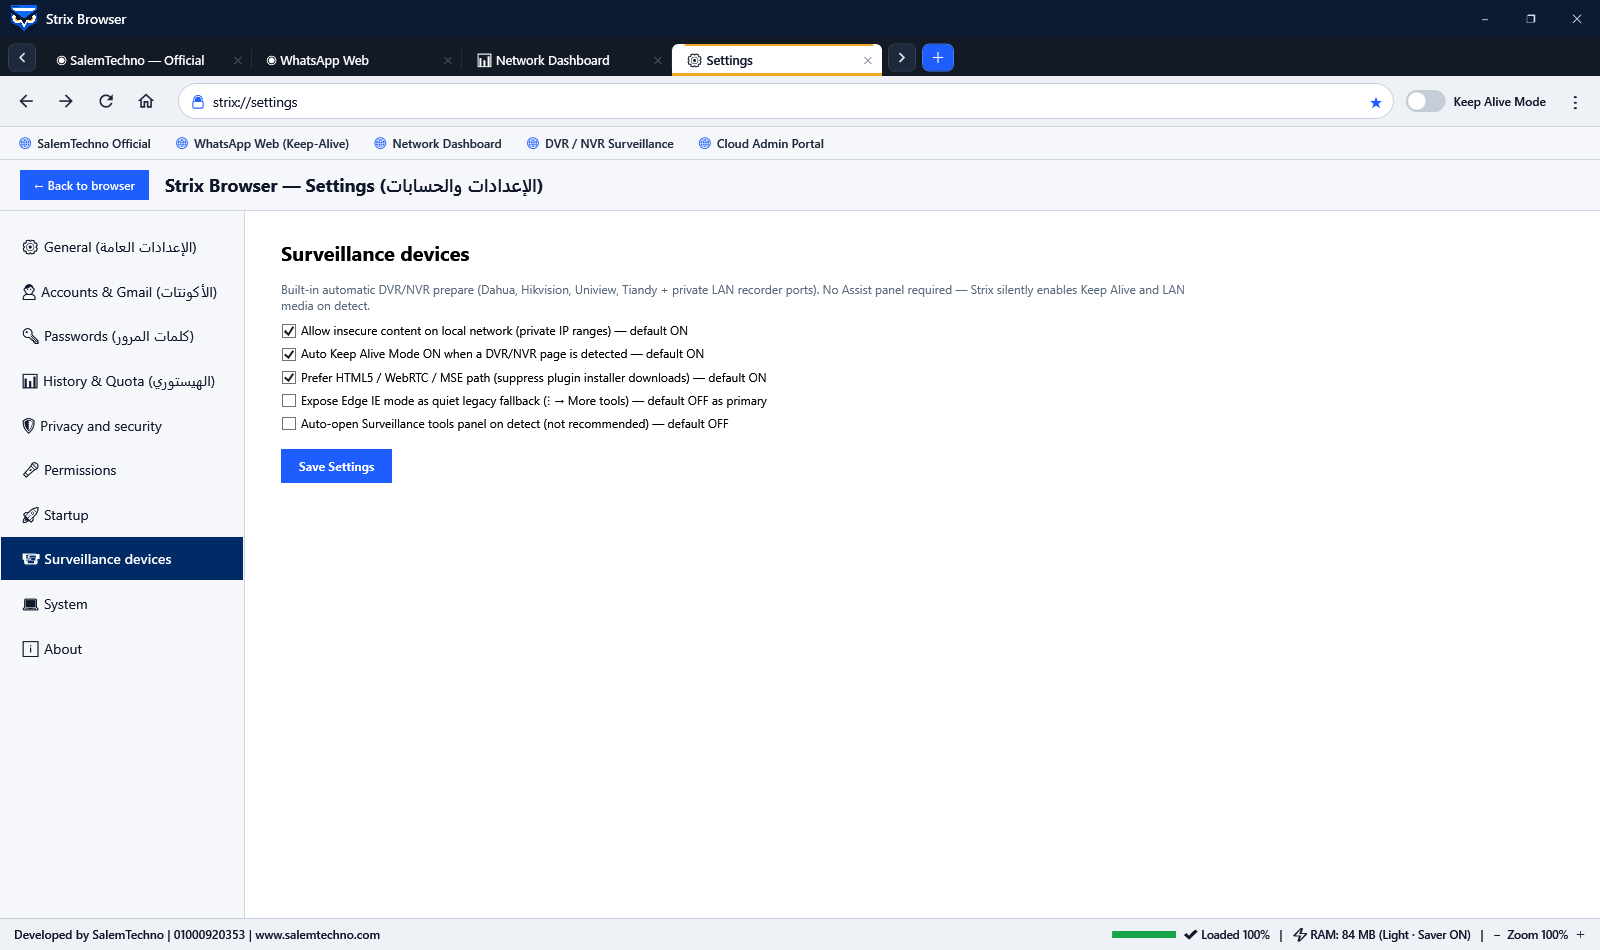 Strix Browser
SalemTechno — Official
WhatsApp Web
Network Dashboard
Settings
strix://settings
Keep Alive Mode
SalemTechno Official
WhatsApp Web (Keep-Alive)
Network Dashboard
DVR / NVR Surveillance
Cloud Admin Portal
← Back to browser
Strix Browser — Settings (الإعدادات والحسابات)
General (الإعدادات العامة)
Accounts & Gmail (الأكونتات)
Passwords (كلمات المرور)
History & Quota (الهيستوري)
Privacy and security
Permissions
Startup
Surveillance devices
System
About
Surveillance devices
Built-in automatic DVR/NVR prepare (Dahua, Hikvision, Uniview, Tiandy + private LAN recorder ports). No Assist panel required — Strix silently enables Keep Alive and LAN
media on detect.
Allow insecure content on local network (private IP ranges) — default ON
Auto Keep Alive Mode ON when a DVR/NVR page is detected — default ON
Prefer HTML5 / WebRTC / MSE path (suppress plugin installer downloads) — default ON
Expose Edge IE mode as quiet legacy fallback (⋮ → More tools) — default OFF as primary
Auto-open Surveillance tools panel on detect (not recommended) — default OFF
Save Settings
Developed by SalemTechno | 01000920353 | www.salemtechno.com
✔ Loaded 100% | RAM: 84 MB (Light · Saver ON) | − Zoom 100% +